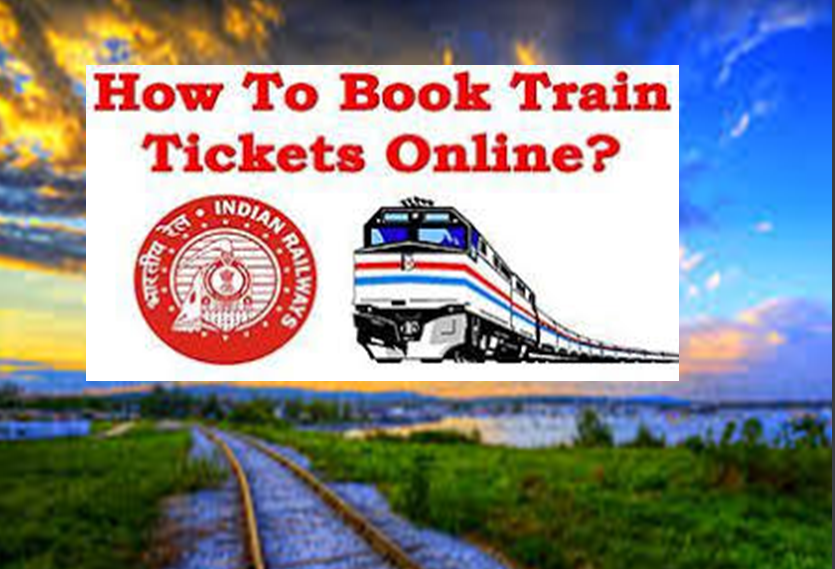 How To Book Train
Tickets Online?
भारतीय रेल • INDIAN RAILWAYS